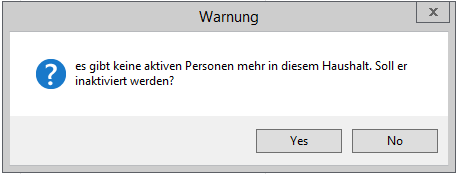 Warnung
x
es gibt keine aktiven Personen mehr in diesem Haushalt. Soll er
inaktiviert werden?
Yes
No